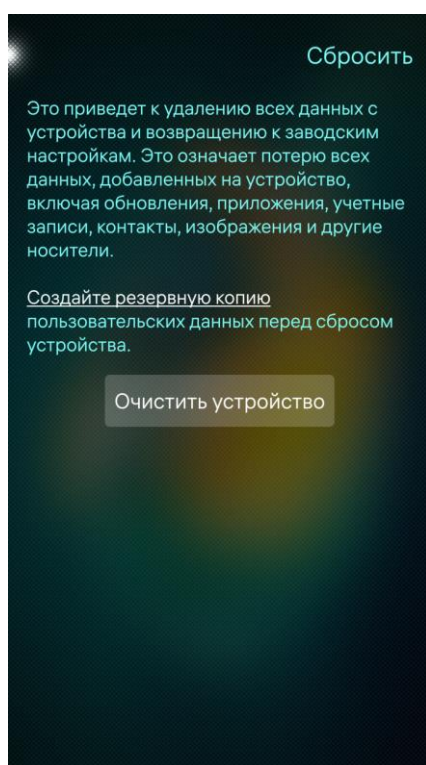 Сбросить
Это приведет к удалению всех данных с
устройства и возвращению к заводским
настройкам. Это означает потерю всех
данных, добавленных на устройство,
включая обновления, приложения, учетные
записи, контакты, изображения и другие
носители.
Создайте резервную копию
пользовательских данных перед сбросом
устройства.
Очистить устройство